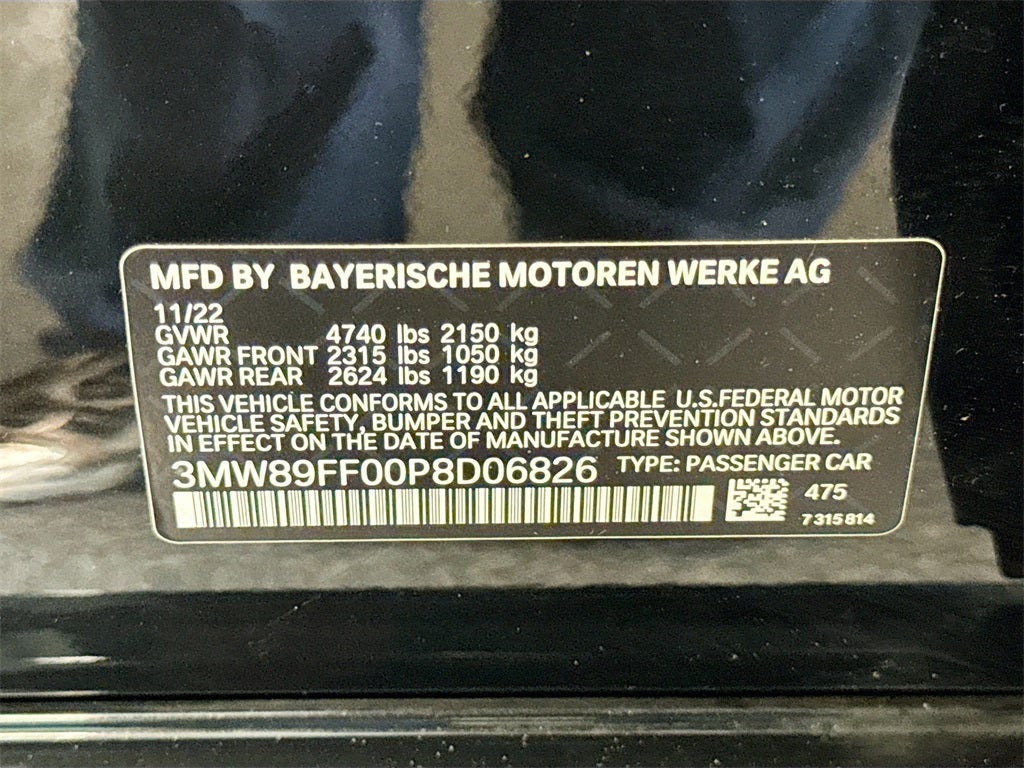 MFD BY BAYERISCHE MOTOREN WERKE AG
11/22
GVWR 4740 lbs 2150 kg
GAWR FRONT 2315 lbs 1050 kg
GAWR REAR 2624 lbs 1190 kg
THIS VEHICLE CONFORMS TO ALL APPLICABLE U.S.FEDERAL MOTOR
VEHICLE SAFETY, BUMPER AND THEFT PREVENTION STANDARDS
IN EFFECT ON THE DATE OF MANUFACTURE SHOWN ABOVE.
3MW89FF00P8D06826 TYPE: PASSENGER CAR
475
7315814